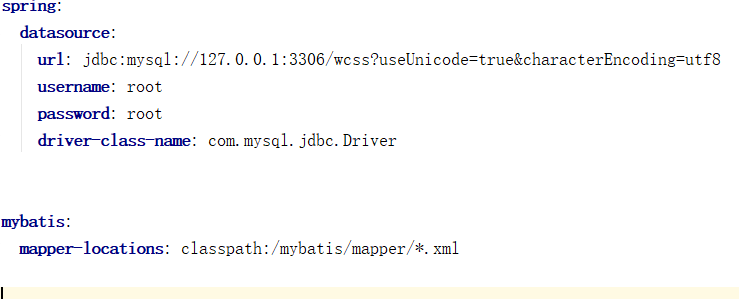 spring:
  datasource:
    url: jdbc:mysql://127.0.0.1:3306/wcss?useUnicode=true&characterEncoding=utf8
    username: root
    password: root
    driver-class-name: com.mysql.jdbc.Driver
mybatis:
  mapper-locations: classpath:/mybatis/mapper/*.xml